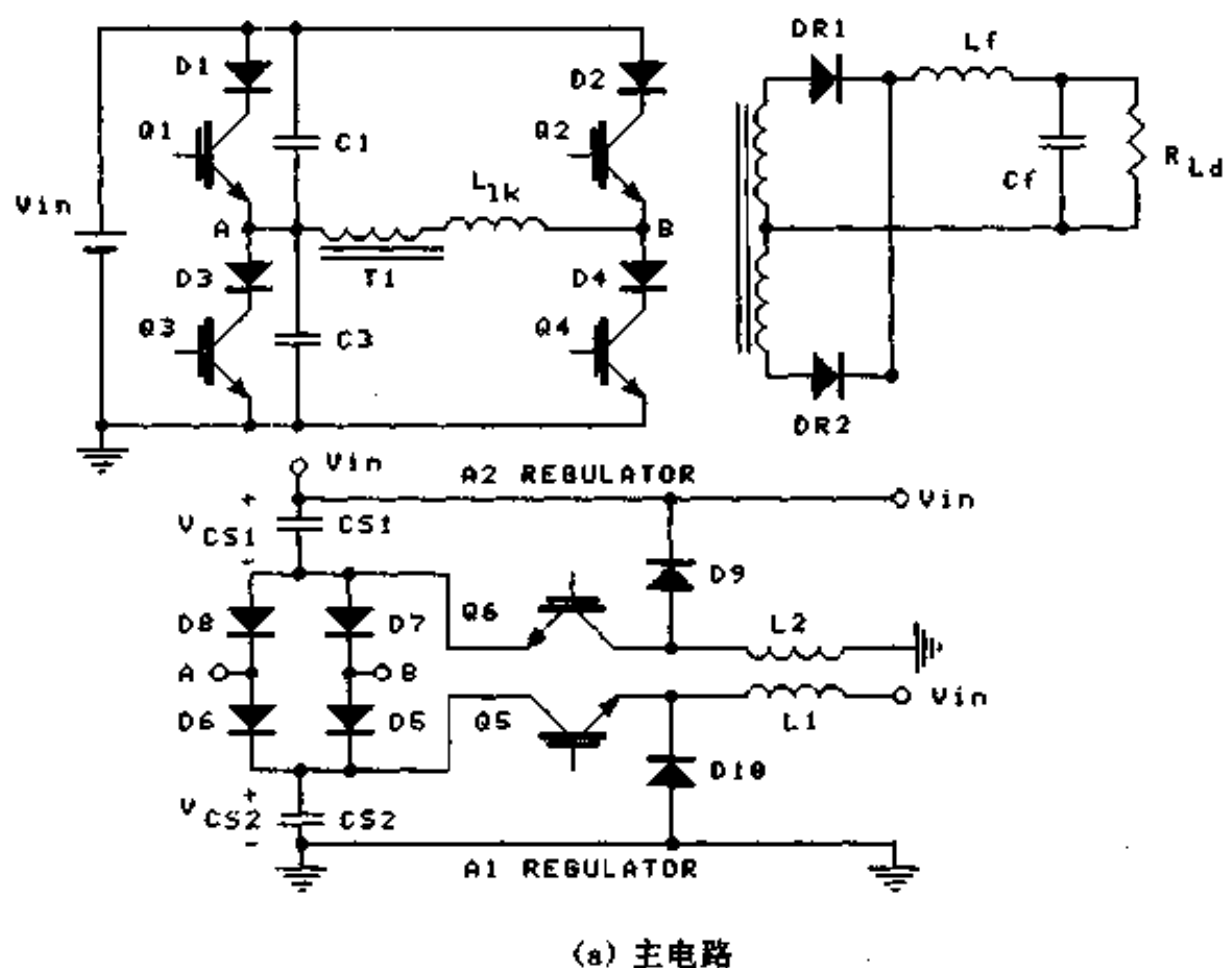 D1
D2
DR1
Lf
Q1
C1
Q2
Llk
Cf
RLd
Vin
A
B
D3
T1
D4
Q3
C3
Q4
DR2
Vin
A2 REGULATOR
Vin
+
VCS1
CS1
-
D9
D8
D7
Q6
L2
A
B
Vin
D6
D5
Q5
L1
D10
+
VCS2
CS2
-
A1 REGULATOR
(a) 主电路